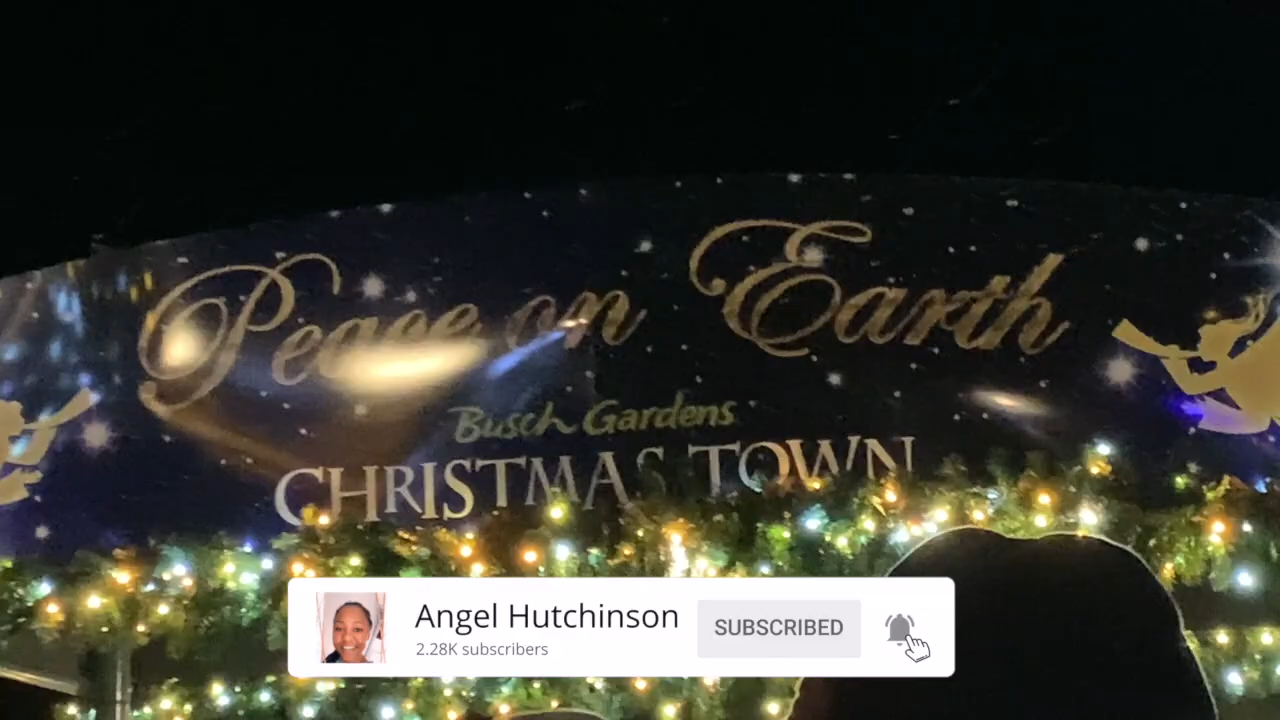 Peace on Earth
Busch Gardens
CHRISTMAS TOWN
Angel Hutchinson
2.28K subscribers
SUBSCRIBED